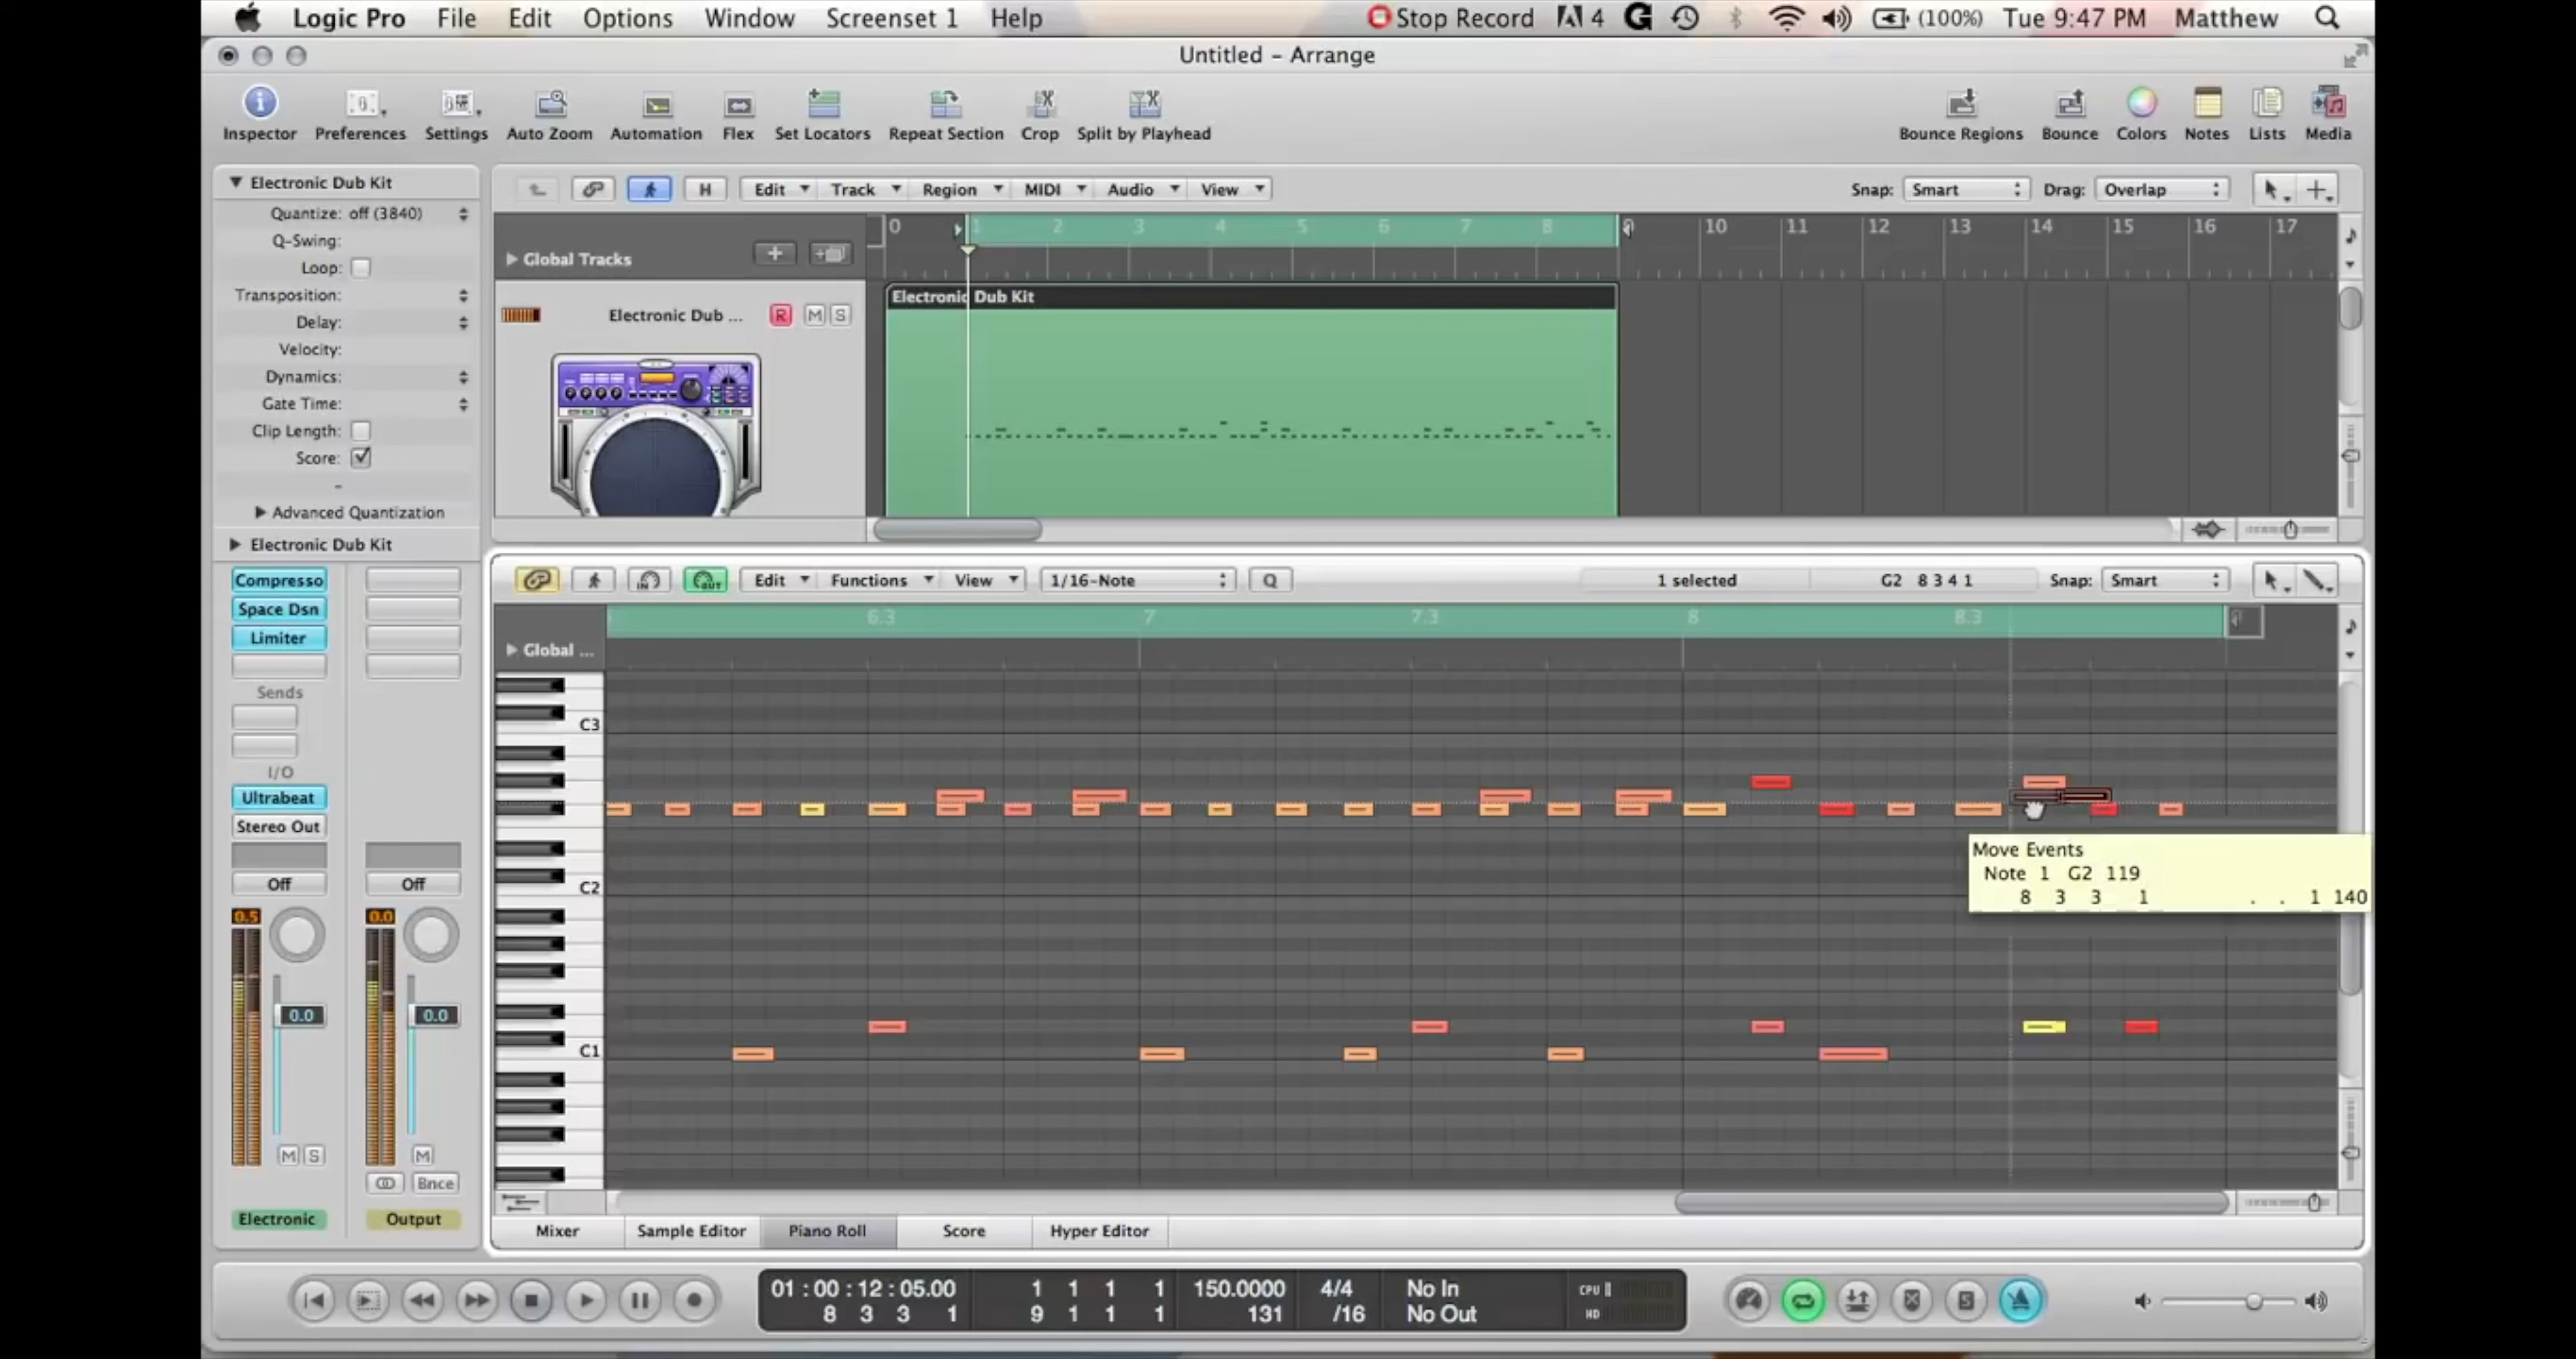 Logic Pro File Edit Options Window Screenset 1 Help Stop Record 4 (100%) Tue 9:47 PM Matthew
Untitled – Arrange
Inspector Preferences Settings Auto Zoom Automation Flex Set Locators Repeat Section Crop Split by Playhead Bounce Regions Bounce Colors Notes Lists Media
Electronic Dub Kit
Quantize: off (3840)
Q-Swing:
Loop:
Transposition:
Delay:
Velocity:
Dynamics:
Gate Time:
Clip Length:
Score:
Advanced Quantization
Electronic Dub Kit
Compresso
Space Dsn
Limiter
Sends
I/O
Ultrabeat
Stereo Out
Off Off
0.5 0.0
0.0 0.0
M S M
Bnce
Electronic Output
H Edit Track Region MIDI Audio View Snap: Smart Drag: Overlap
0 1 2 3 4 5 6 7 8 9 10 11 12 13 14 15 16 17
Global Tracks
Electronic Dub Kit
Electronic Dub ... R M S
IN OUT Edit Functions View 1/16-Note Q 1 selected G2 8 3 4 1 Snap: Smart
6.3 7 7.3 8 8.3
Global ...
C3
C2
C1
Move Events
Note 1 G2 119
8 3 3 1 . . 1 140
Mixer Sample Editor Piano Roll Score Hyper Editor
01:00:12:05.00 1 1 1 1 150.0000 4/4 No In CPU
8 3 3 1 9 1 1 1 131 /16 No Out HD
S